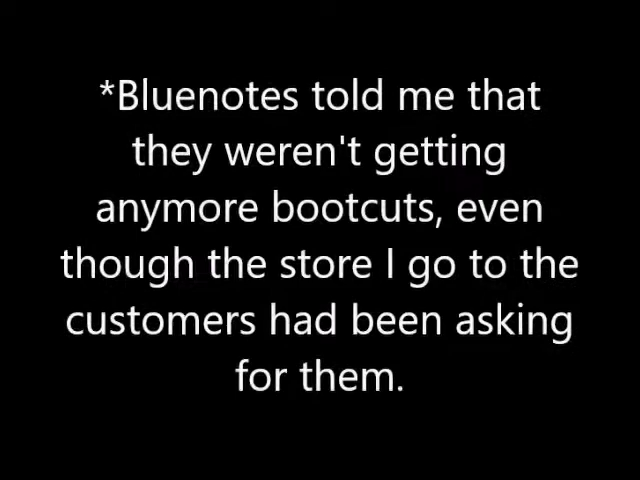 *Bluenotes told me that
they weren't getting
anymore bootcuts, even
though the store I go to the
customers had been asking
for them.